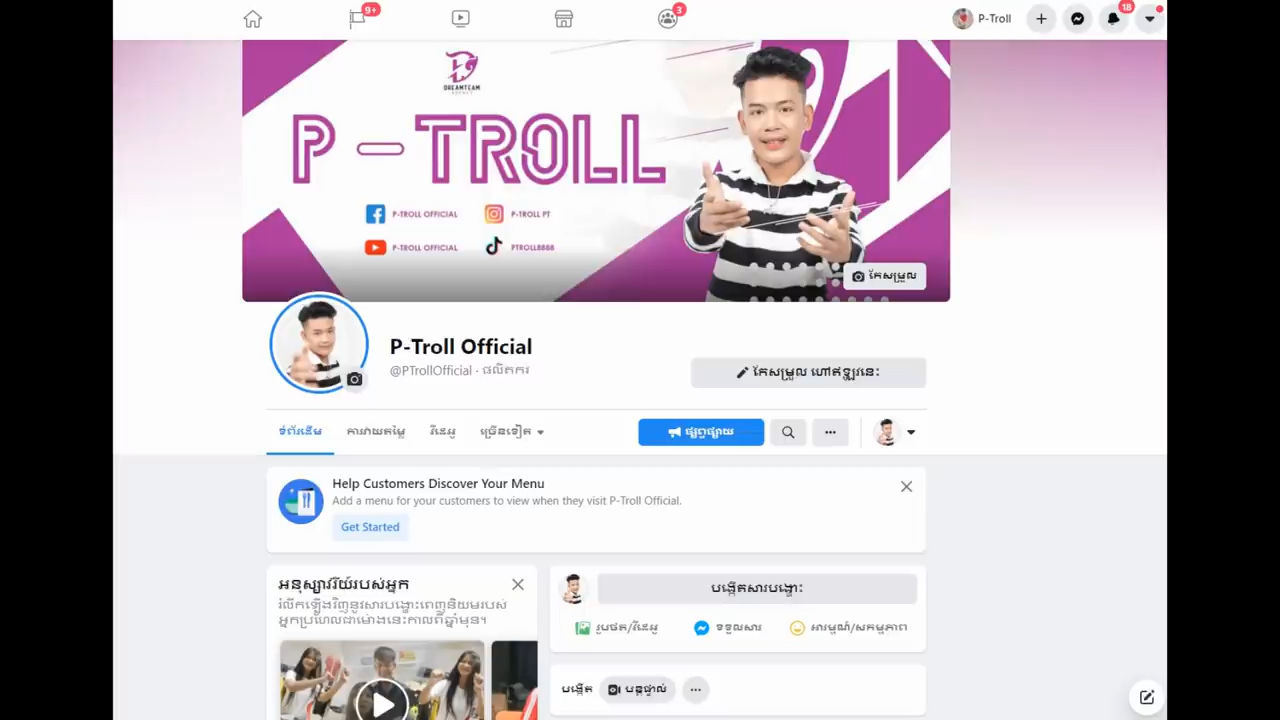 9+
3
P-Troll
18
DREAMTEAM
AGENCY
P - TROLL
P-TROLL OFFICIAL
P-TROLL PT
P-TROLL OFFICIAL
PTROLL8888
កែសម្រួល
P-Troll Official
@PTrollOfficial · ផលិតករ
កែសម្រួល ហៅឥឡូវនេះ
ទំព័រដើម
ការវាយតម្លៃ
វីដេអូ
ច្រើនទៀត
ផ្សព្វផ្សាយ
Help Customers Discover Your Menu
Add a menu for your customers to view when they visit P-Troll Official.
Get Started
អនុស្សាវរីយ៍របស់អ្នក
រំលឹកឡើងវិញនូវសារបង្ហោះពេញនិយមរបស់
អ្នកប្រហែលជាម៉ោងនេះកាលពីឆ្នាំមុន។
បង្កើតសារបង្ហោះ
រូបថត/វីដេអូ
ទទួលសារ
អារម្មណ៍/សកម្មភាព
បង្កើត
បន្តផ្ទាល់